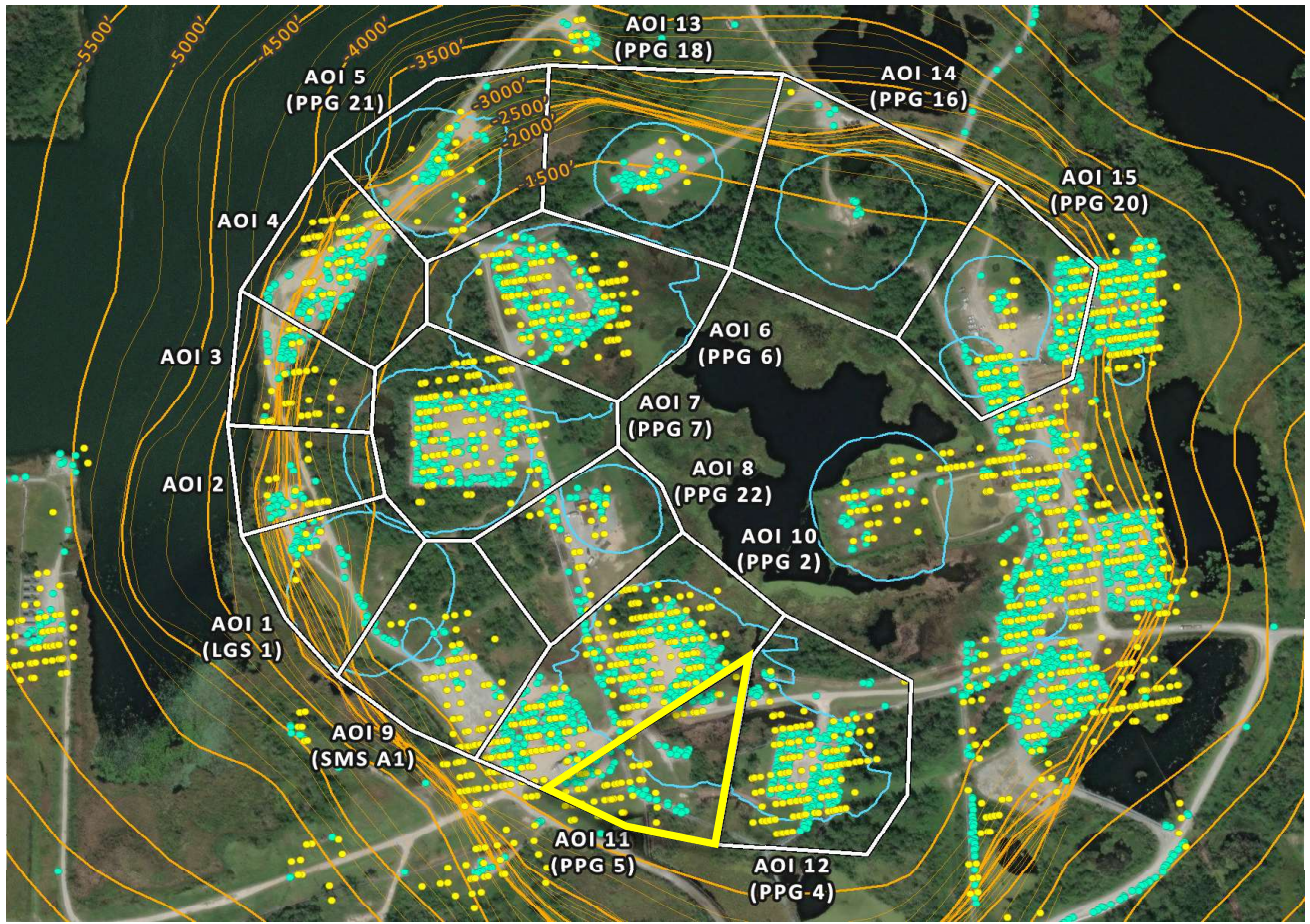 -5500'
-5000'
-4500'
-4000'
-3500'
-3000'
-2500'
-2000'
-1500'
AOI 13
(PPG 18)
AOI 5
(PPG 21)
AOI 14
(PPG 16)
AOI 15
(PPG 20)
AOI 4
AOI 3
AOI 6
(PPG 6)
AOI 7
(PPG 7)
AOI 2
AOI 8
(PPG 22)
AOI 10
(PPG 2)
AOI 1
(LGS 1)
AOI 9
(SMS A1)
AOI 11
(PPG 5)
AOI 12
(PPG 4)